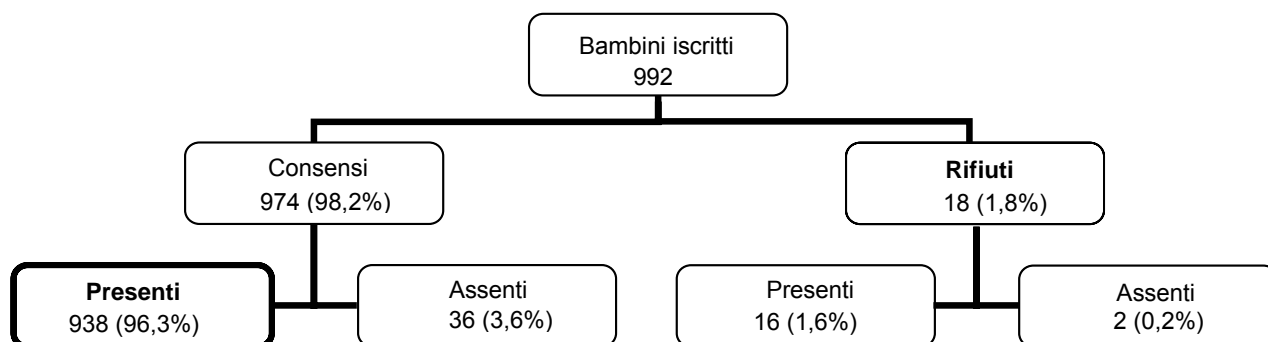 Bambini iscritti
992
Consensi
974 (98,2%)
Rifiuti
18 (1,8%)
Presenti
938 (96,3%)
Assenti
36 (3,6%)
Presenti
16 (1,6%)
Assenti
2 (0,2%)